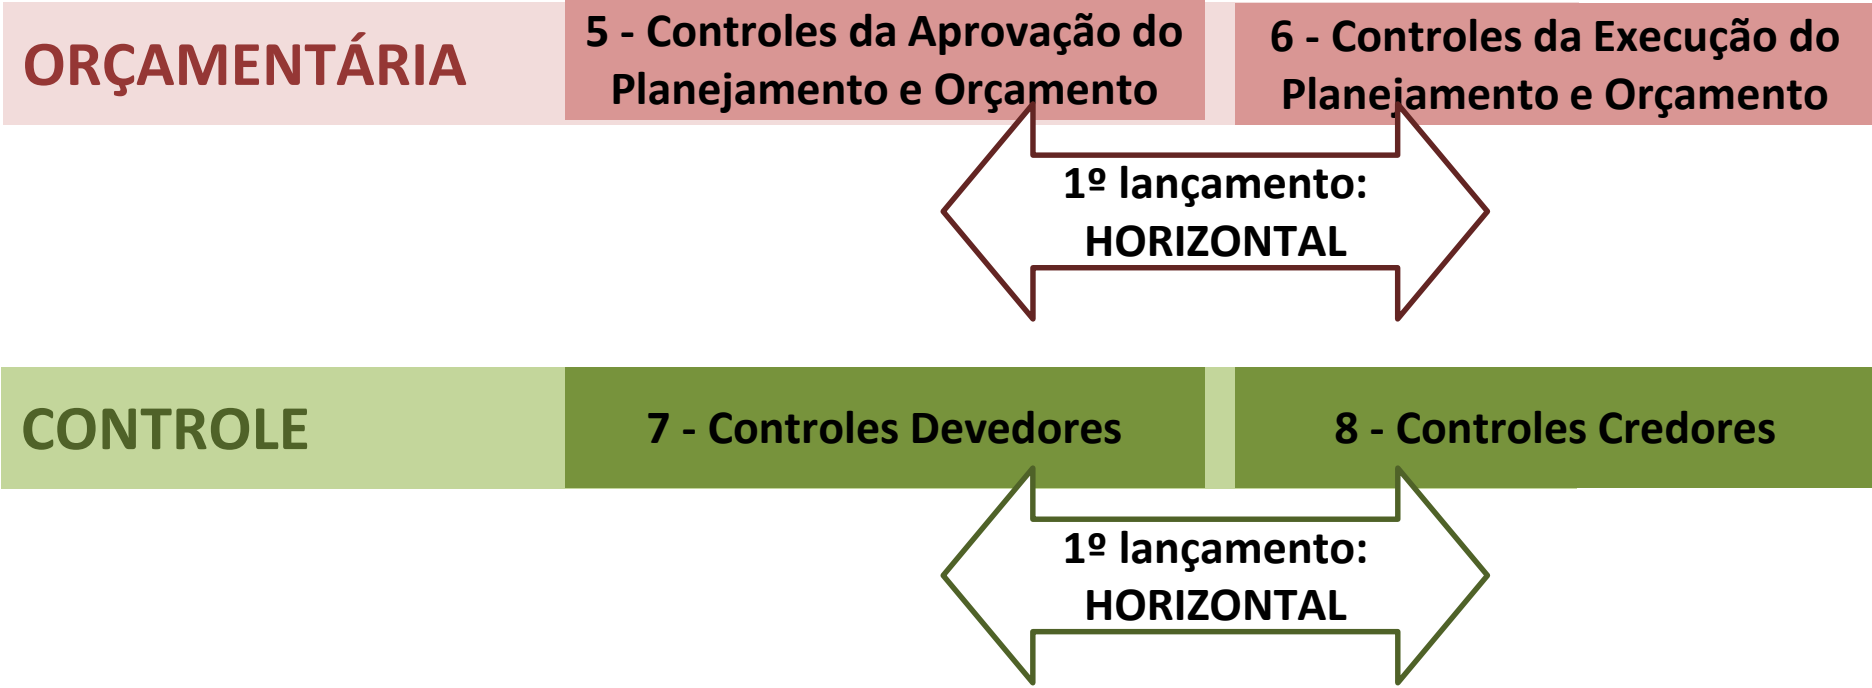 ORÇAMENTÁRIA
5 - Controles da Aprovação do
Planejamento e Orçamento
6 - Controles da Execução do
Planejamento e Orçamento
1º lançamento:
HORIZONTAL
CONTROLE
7 - Controles Devedores
8 - Controles Credores
1º lançamento:
HORIZONTAL